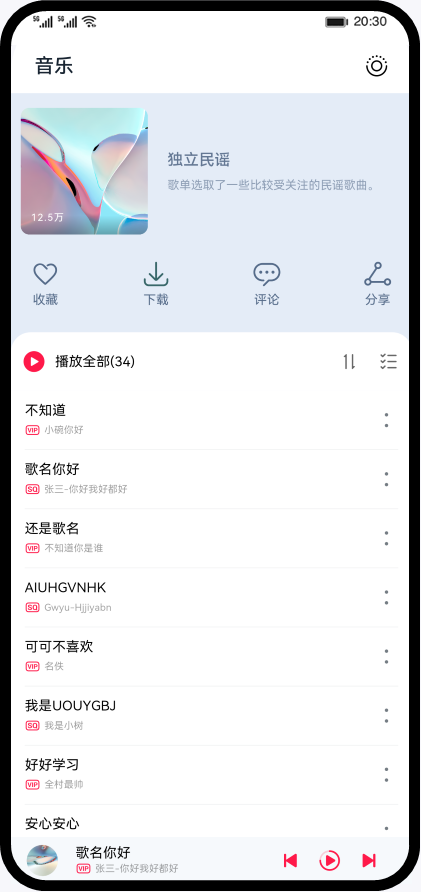 5G 5G 20:30
音乐
独立民谣
歌单选取了一些比较受关注的民谣歌曲。
12.5万
收藏 下载 评论 分享
播放全部(34)
不知道
VIP 小碗你好
歌名你好
SQ 张三-你好我好都好
还是歌名
VIP 不知道你是谁
AIUHGVNHK
SQ Gwyu-Hjjiyabn
可可不喜欢
VIP 名佚
我是UOUYGBJ
SQ 我是小树
好好学习
VIP 全村最帅
安心安心
歌名你好
VIP 张三-你好我好都好